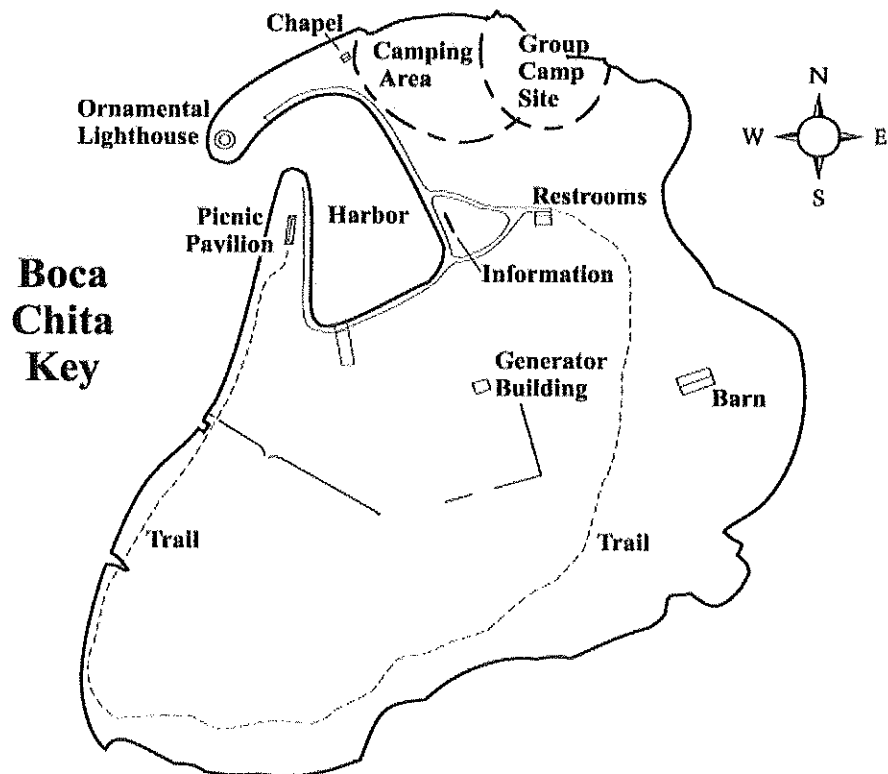 Chapel
Camping
Area
Group
Camp
Site
Ornamental
Lighthouse
N
W
E
S
Picnic
Pavilion
Harbor
Restrooms
Information
Boca
Chita
Key
Generator
Building
Barn
Trail
Trail